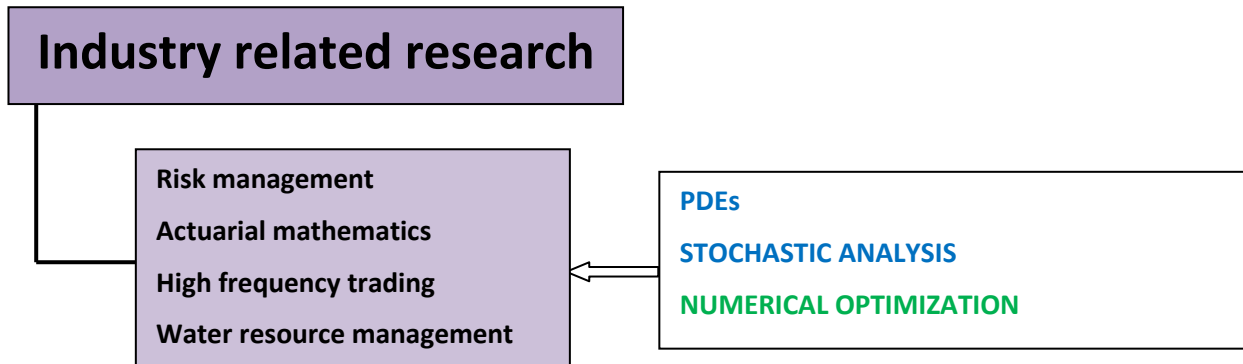 Industry related research
Risk management
Actuarial mathematics
High frequency trading
Water resource management
PDEs
STOCHASTIC ANALYSIS
NUMERICAL OPTIMIZATION